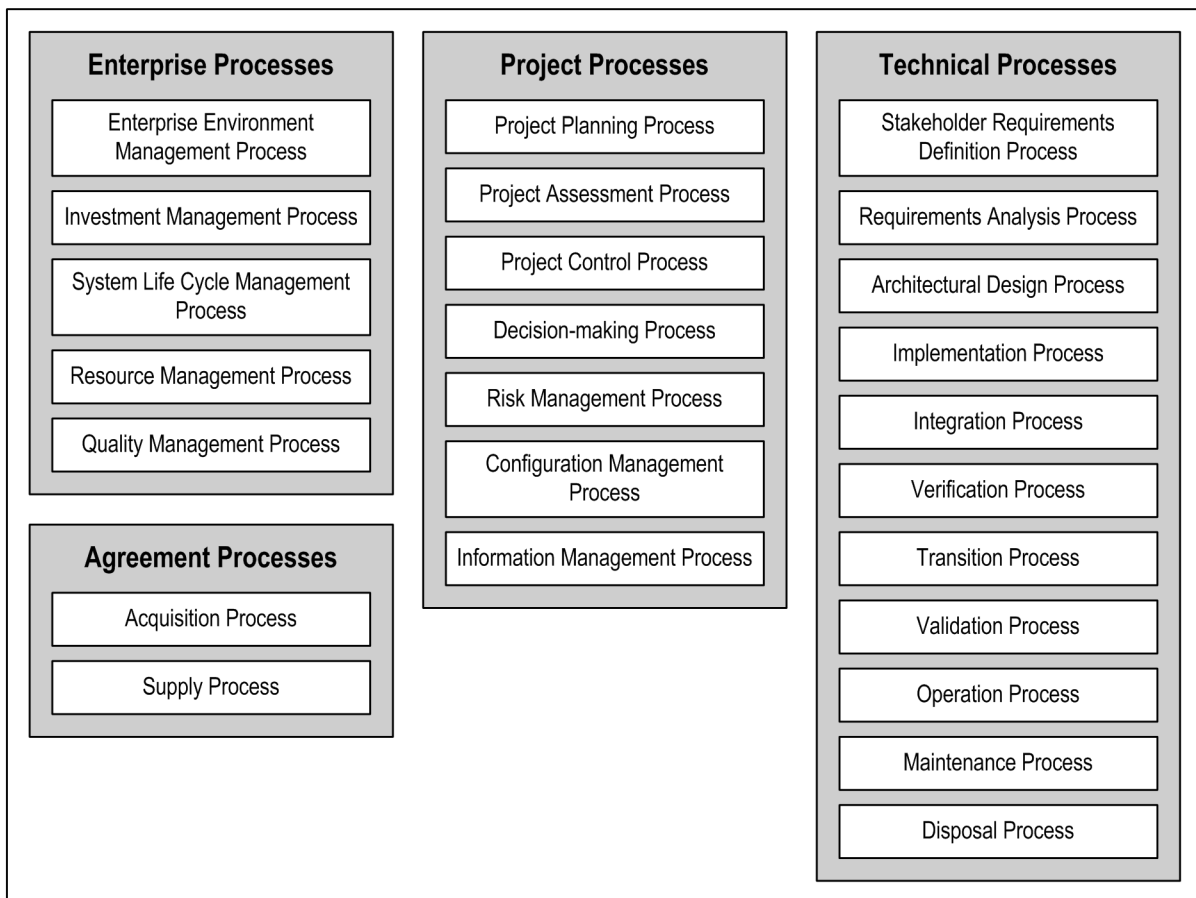 Enterprise Processes
Enterprise Environment
Management Process
Investment Management Process
System Life Cycle Management
Process
Resource Management Process
Quality Management Process
Agreement Processes
Acquisition Process
Supply Process
Project Processes
Project Planning Process
Project Assessment Process
Project Control Process
Decision-making Process
Risk Management Process
Configuration Management
Process
Information Management Process
Technical Processes
Stakeholder Requirements
Definition Process
Requirements Analysis Process
Architectural Design Process
Implementation Process
Integration Process
Verification Process
Transition Process
Validation Process
Operation Process
Maintenance Process
Disposal Process